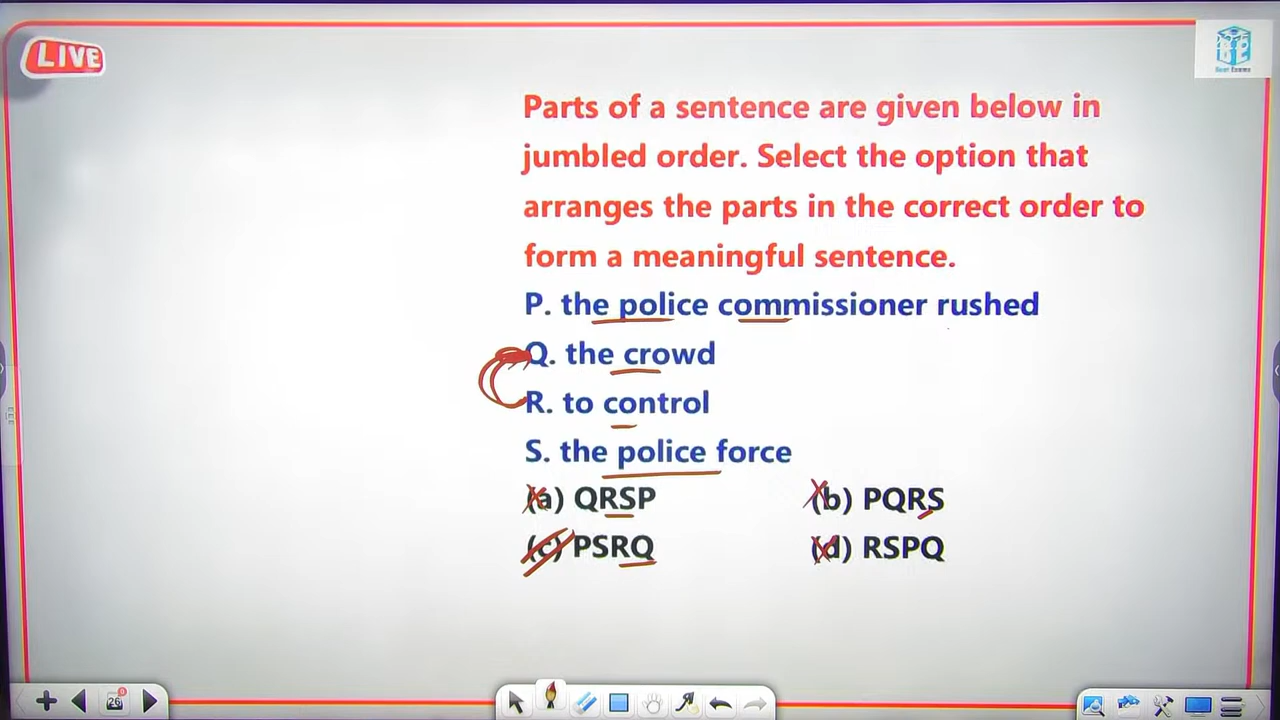 LIVE
Parts of a sentence are given below in
jumbled order. Select the option that
arranges the parts in the correct order to
form a meaningful sentence.
P. the police commissioner rushed
Q. the crowd
R. to control
S. the police force
(a) QRSP (b) PQRS
(c) PSRQ (d) RSPQ
26